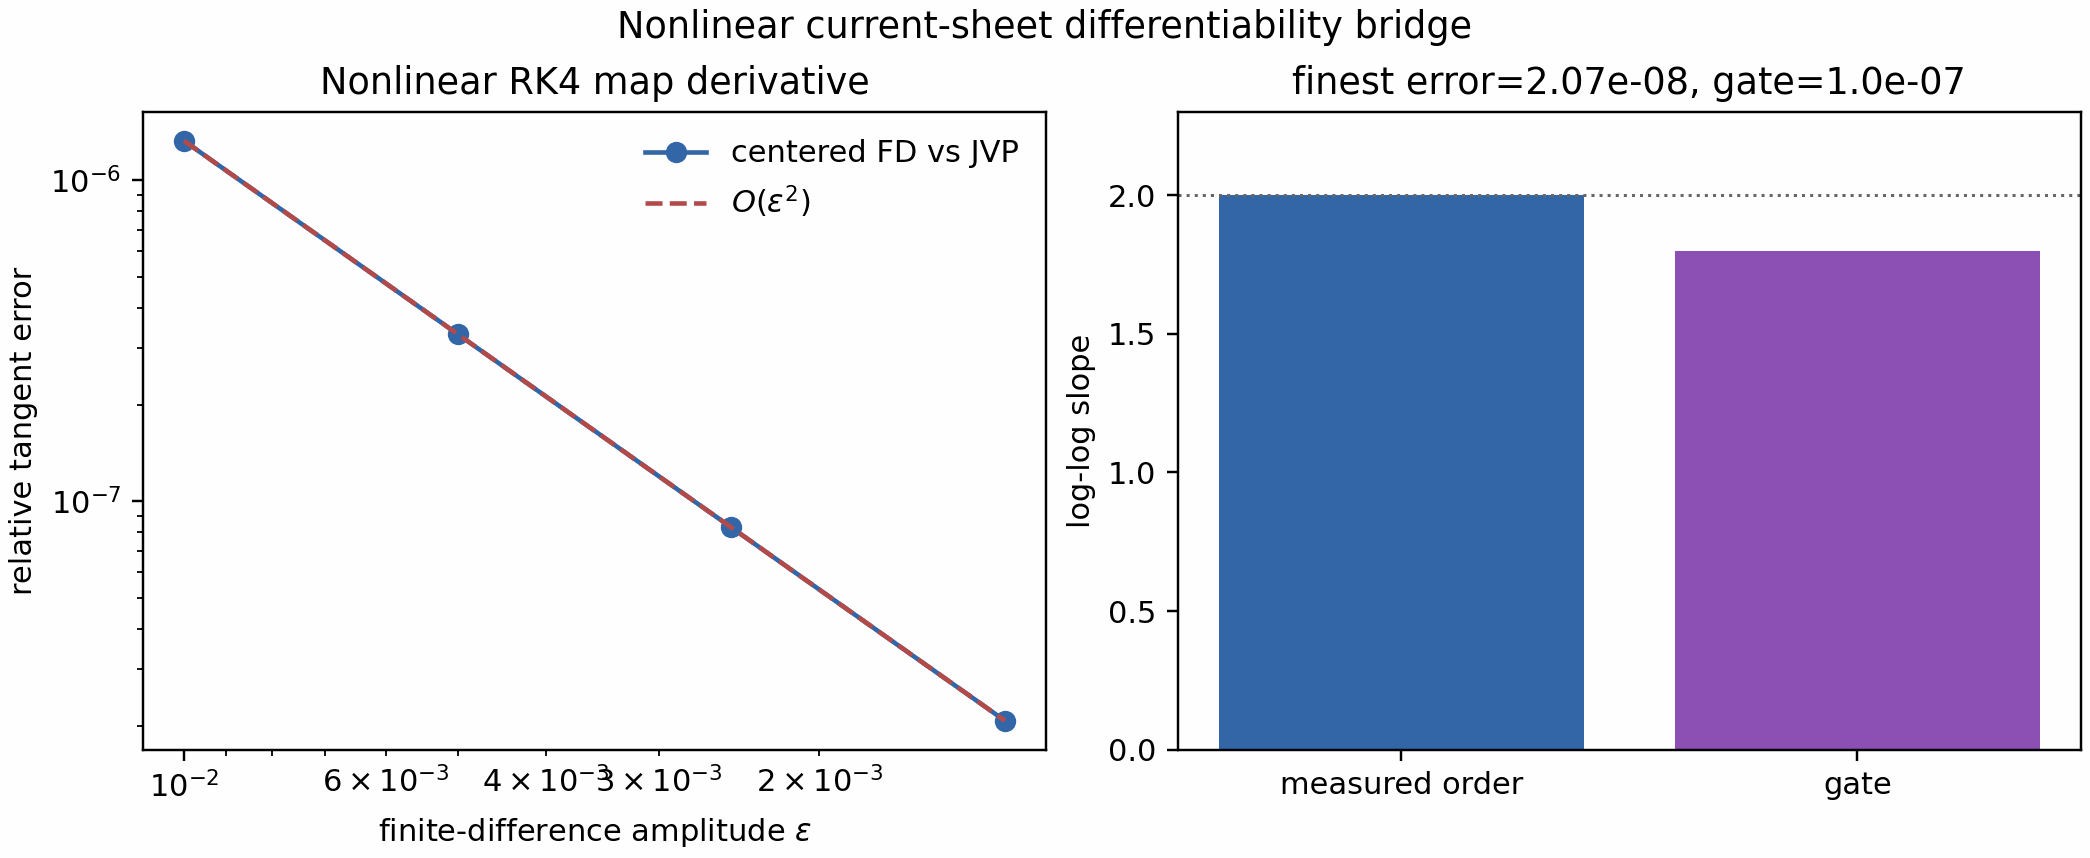 Nonlinear current-sheet differentiability bridge
Nonlinear RK4 map derivative
relative tangent error
10⁻⁶
10⁻⁷
centered FD vs JVP
O(ε²)
10⁻²
6 × 10⁻³
4 × 10⁻³
3 × 10⁻³
2 × 10⁻³
finite-difference amplitude ε
finest error=2.07e-08, gate=1.0e-07
log-log slope
2.0
1.5
1.0
0.5
0.0
measured order
gate